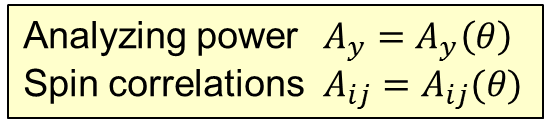 Analyzing power A_y = A_y(θ)
Spin correlations A_ij = A_ij(θ)